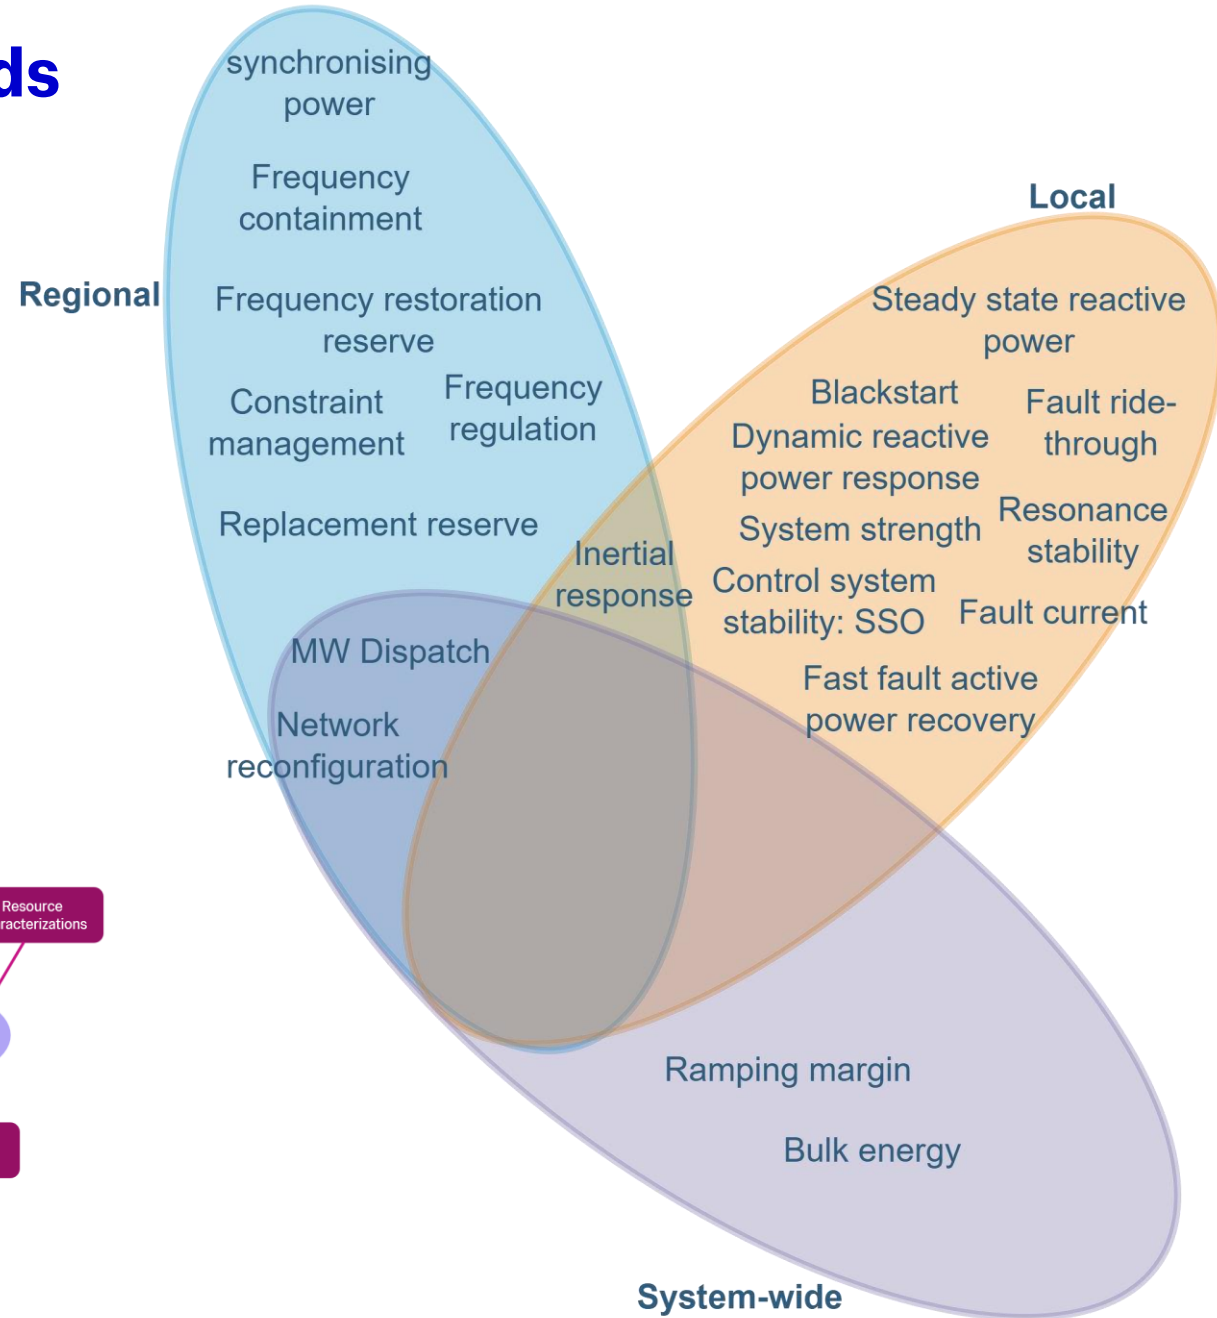 ds
synchronising
power
Frequency
containment
Local
Regional
Frequency restoration
reserve
Steady state reactive
power
Constraint
management
Frequency
regulation
Blackstart
Fault ride-
through
Dynamic reactive
power response
Replacement reserve
System strength
Resonance
stability
Inertial
response
Control system
stability: SSO
Fault current
MW Dispatch
Fast fault active
power recovery
Network
reconfiguration
Resource
racterizations
Ramping margin
Bulk energy
System-wide